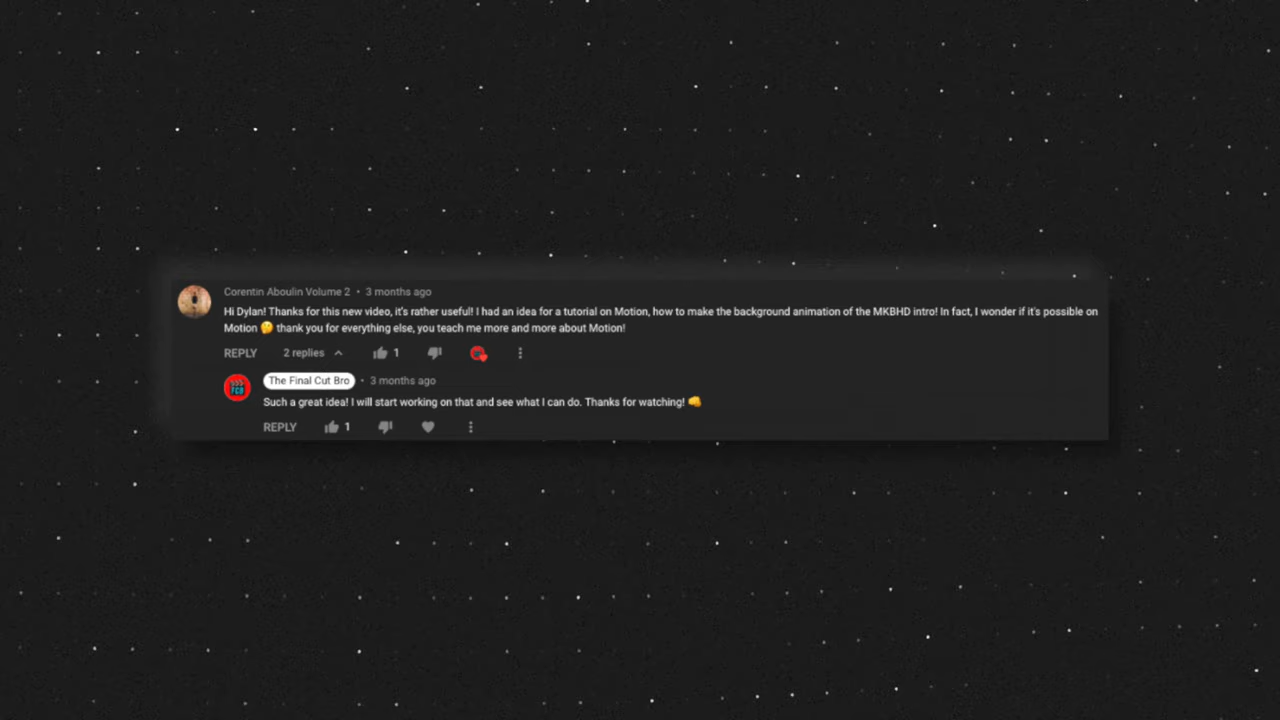 Corentin Aboulin Volume 2 • 3 months ago
Hi Dylan! Thanks for this new video, it's rather useful! I had an idea for a tutorial on Motion, how to make the background animation of the MKBHD intro! In fact, I wonder if it's possible on
Motion 🤔 thank you for everything else, you teach me more and more about Motion!
REPLY 2 replies 1
The Final Cut Bro • 3 months ago
Such a great idea! I will start working on that and see what I can do. Thanks for watching! 👊
REPLY 1